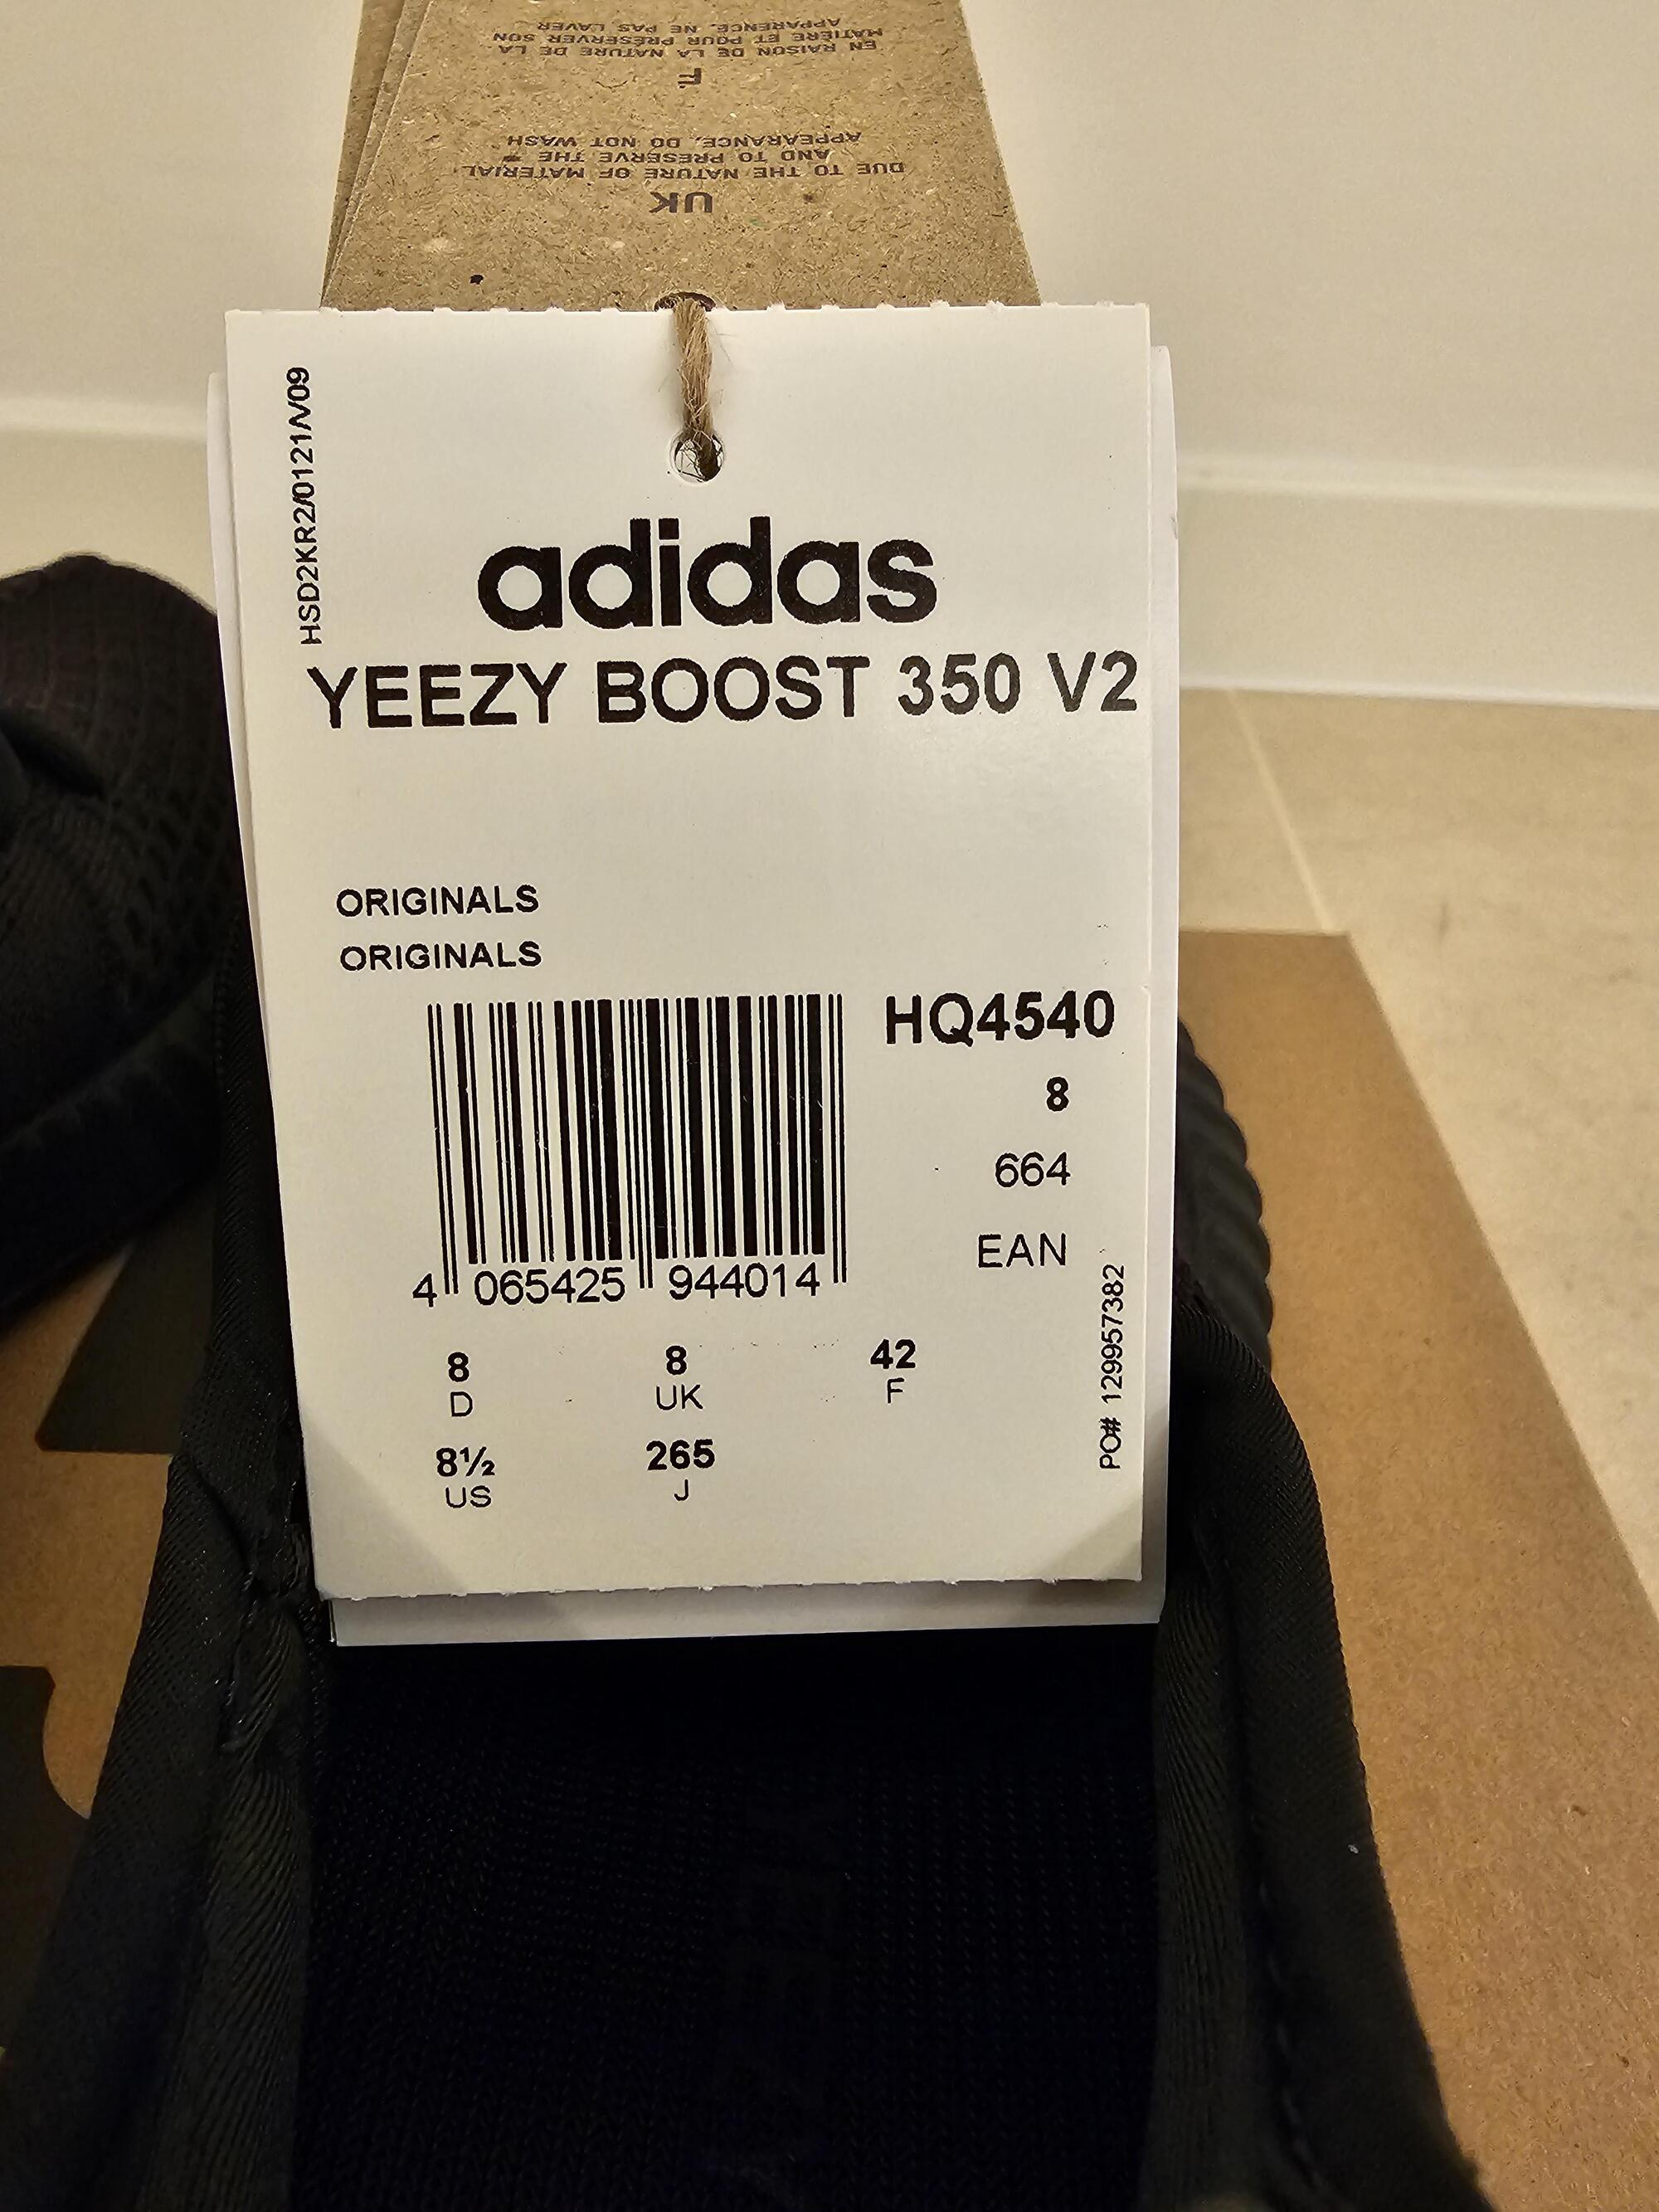 APPARENCE, NE PAS LAVER
MATIÈRE ET POUR PRÉSERVER SON
EN RAISON DE LA NATURE DE LA
F
APPEARANCE, DO NOT WASH
AND TO PRESERVE THE
DUE TO THE NATURE OF MATERIAL
UK
HSD2KR2/0121/V09
adidas
YEEZY BOOST 350 V2
ORIGINALS
ORIGINALS
HQ4540
8
664
EAN
4 065425 944014
8 8 42
D UK F
8½ 265
US J
PO# 129957382